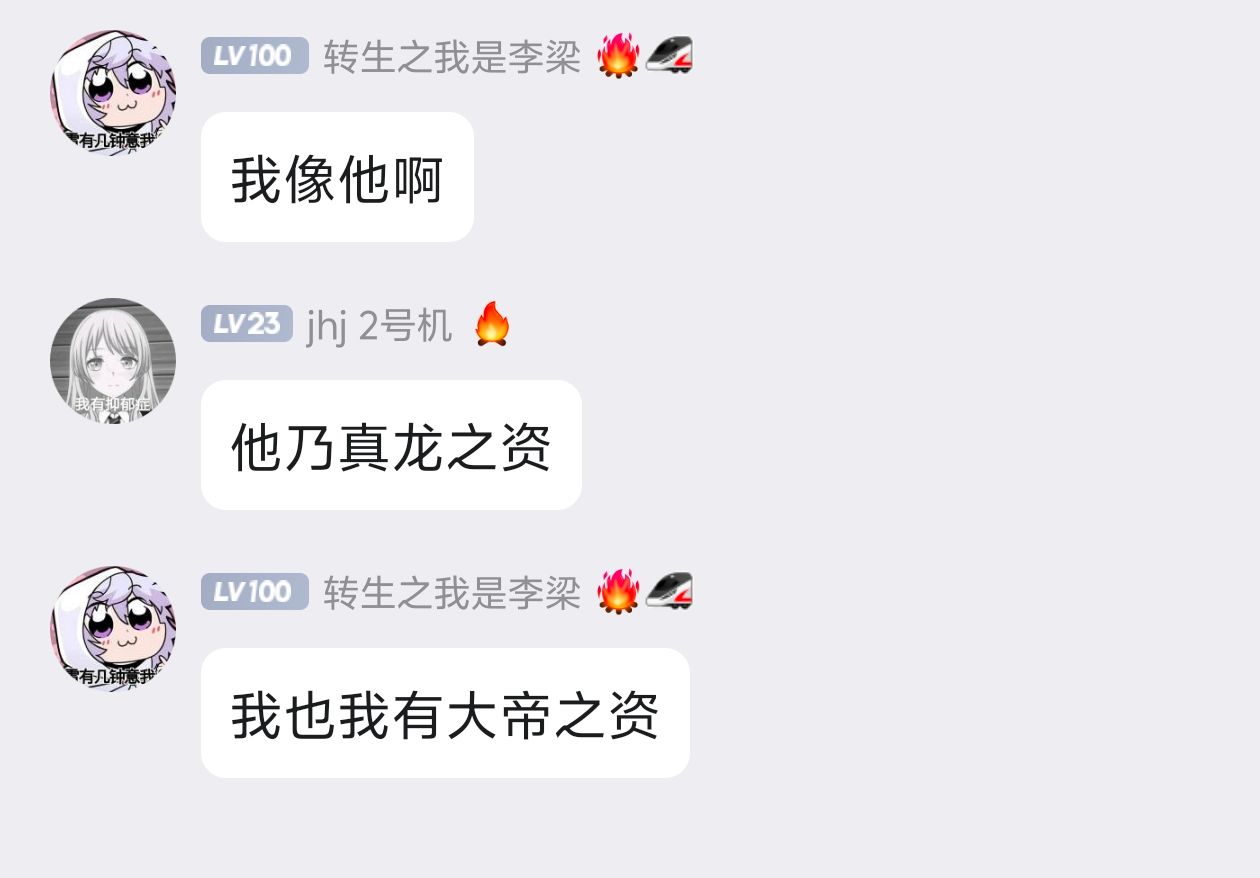 LV100 转生之我是李梁 🔥🚄
有几钟意我
我像他啊
LV23 jhj 2号机 🔥
我有抑郁症
他乃真龙之资
LV100 转生之我是李梁 🔥🚄
有几钟意我
我也我有大帝之资